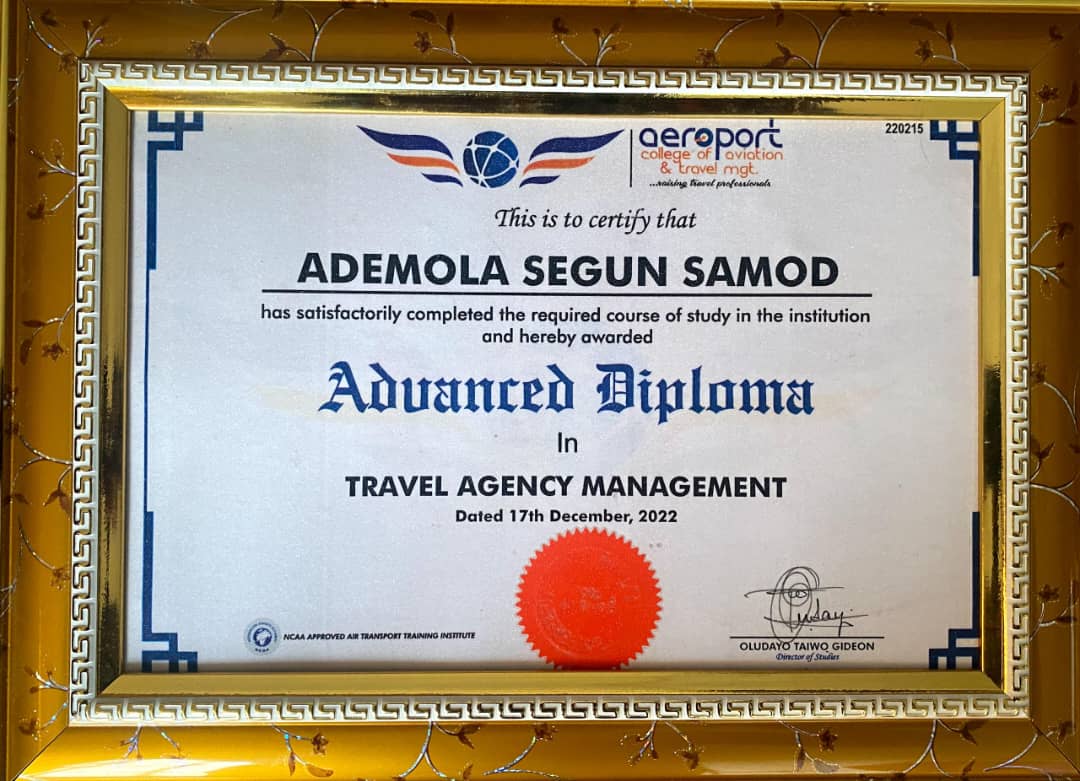 220215
aeroport
college of aviation
& travel mgt.
...raising travel professionals
This is to certify that
ADEMOLA SEGUN SAMOD
has satisfactorily completed the required course of study in the institution
and hereby awarded
Advanced Diploma
In
TRAVEL AGENCY MANAGEMENT
Dated 17th December, 2022
NCAA APPROVED AIR TRANSPORT TRAINING INSTITUTE
OLUDAYO TAIWO GIDEON
Director of Studies